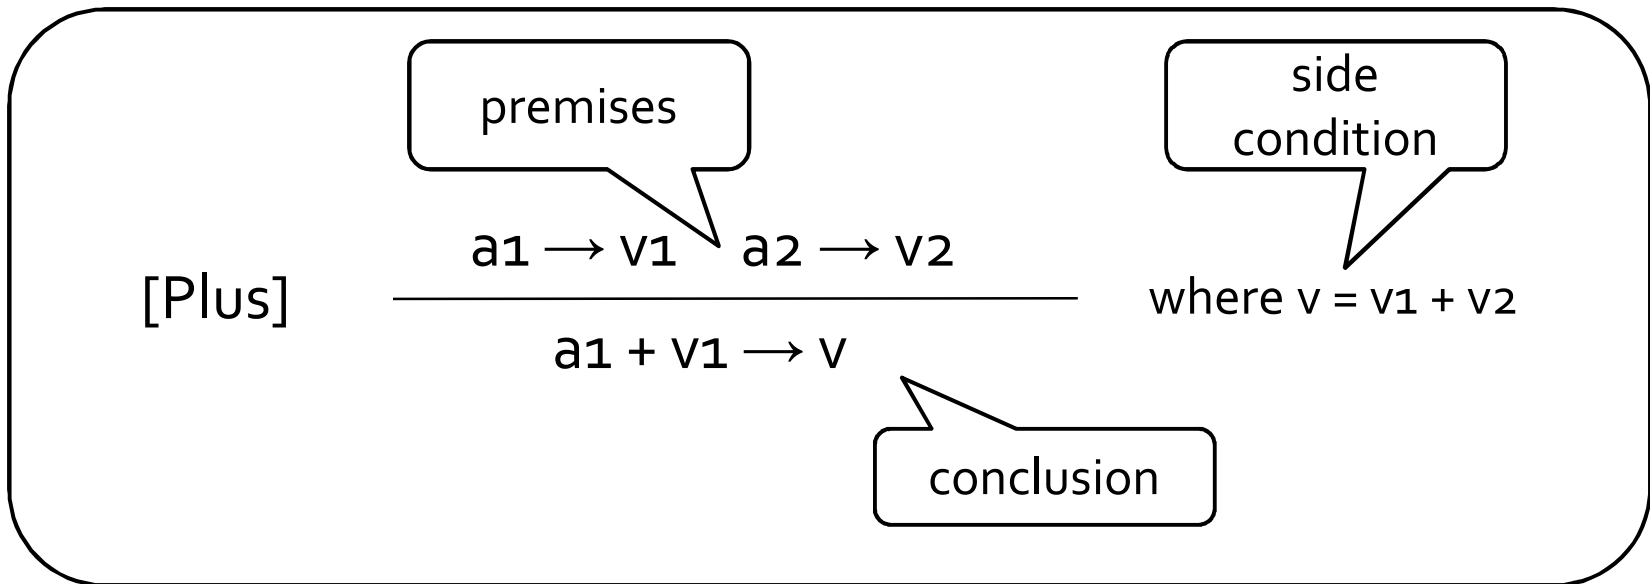 premises
side
condition
a1 → v1 a2 → v2
[Plus]
where v = v1 + v2
a1 + v1 → v
conclusion